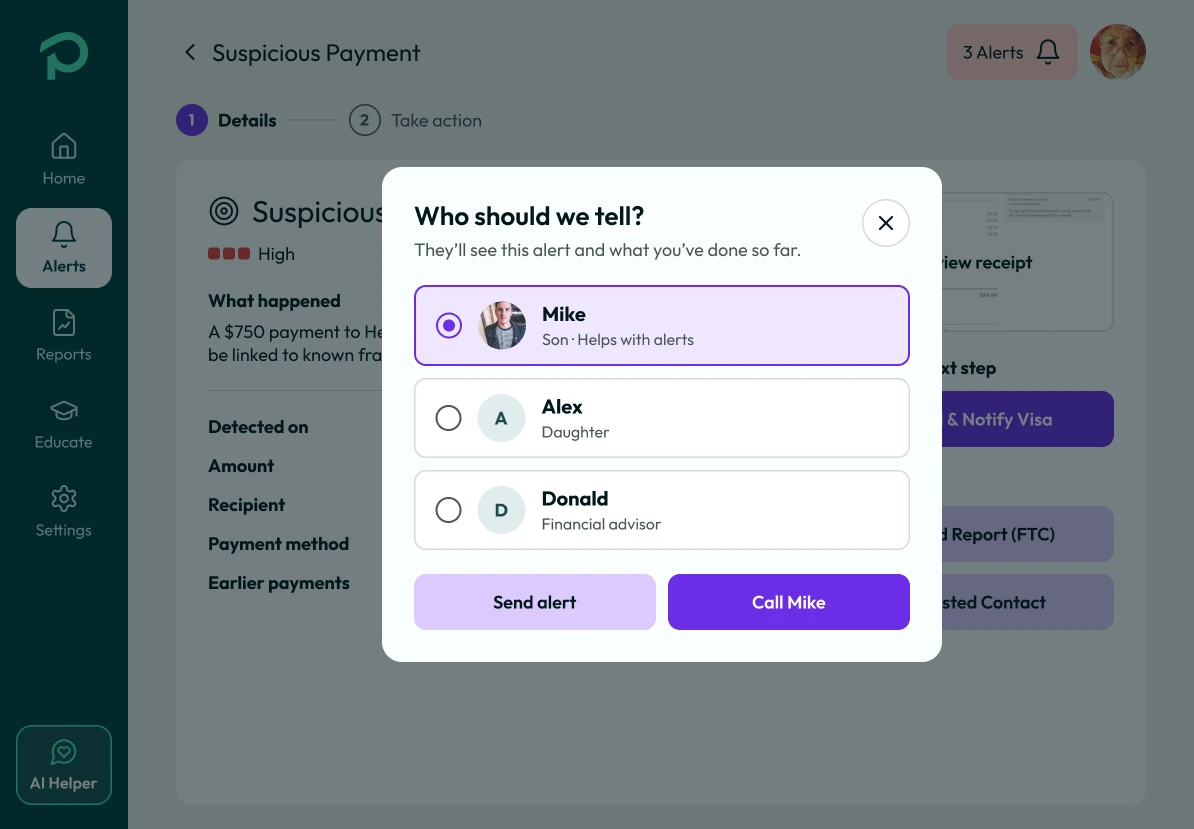 Suspicious Payment
3 Alerts
1 Details
2 Take action
Home
Alerts
Reports
Educate
Settings
AI Helper
Suspicious
High
What happened
A $750 payment to He
be linked to known fra
Detected on
Amount
Recipient
Payment method
Earlier payments
Who should we tell?
They'll see this alert and what you've done so far.
Mike
Son · Helps with alerts
A
Alex
Daughter
D
Donald
Financial advisor
Send alert
Call Mike
iew receipt
xt step
& Notify Visa
d Report (FTC)
sted Contact